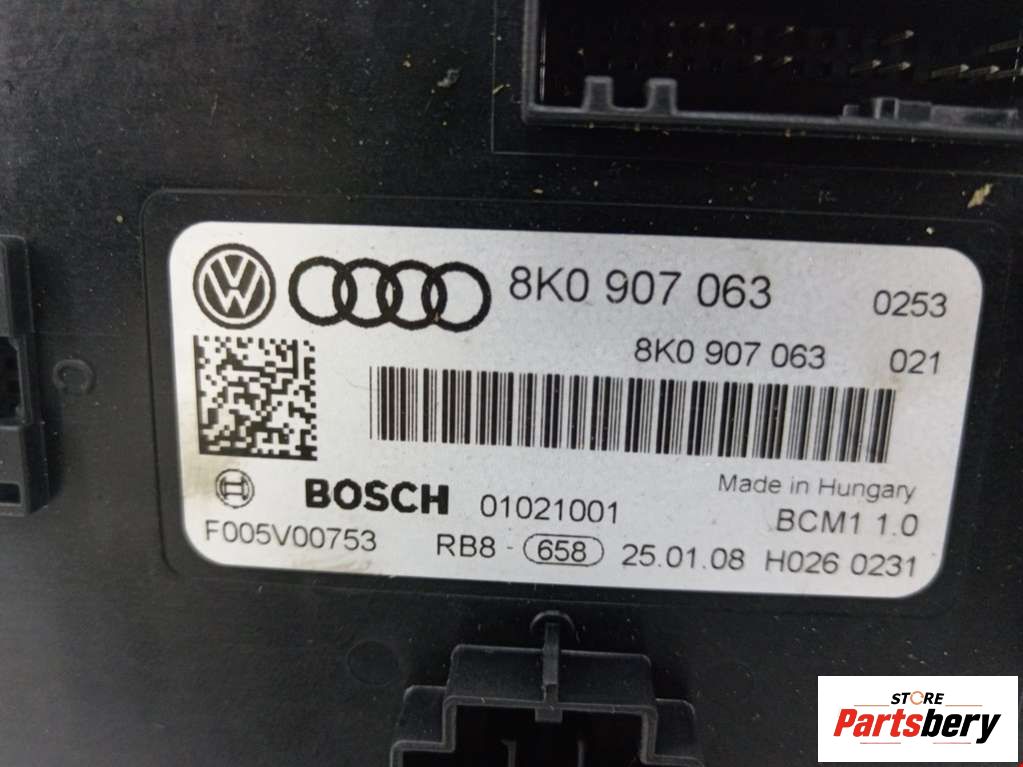 8K0 907 063 0253
8K0 907 063 021
Made in Hungary
BOSCH 01021001 BCM1 1.0
F005V00753 RB8 - 658 25.01.08 H026 0231
STORE
Partsbery